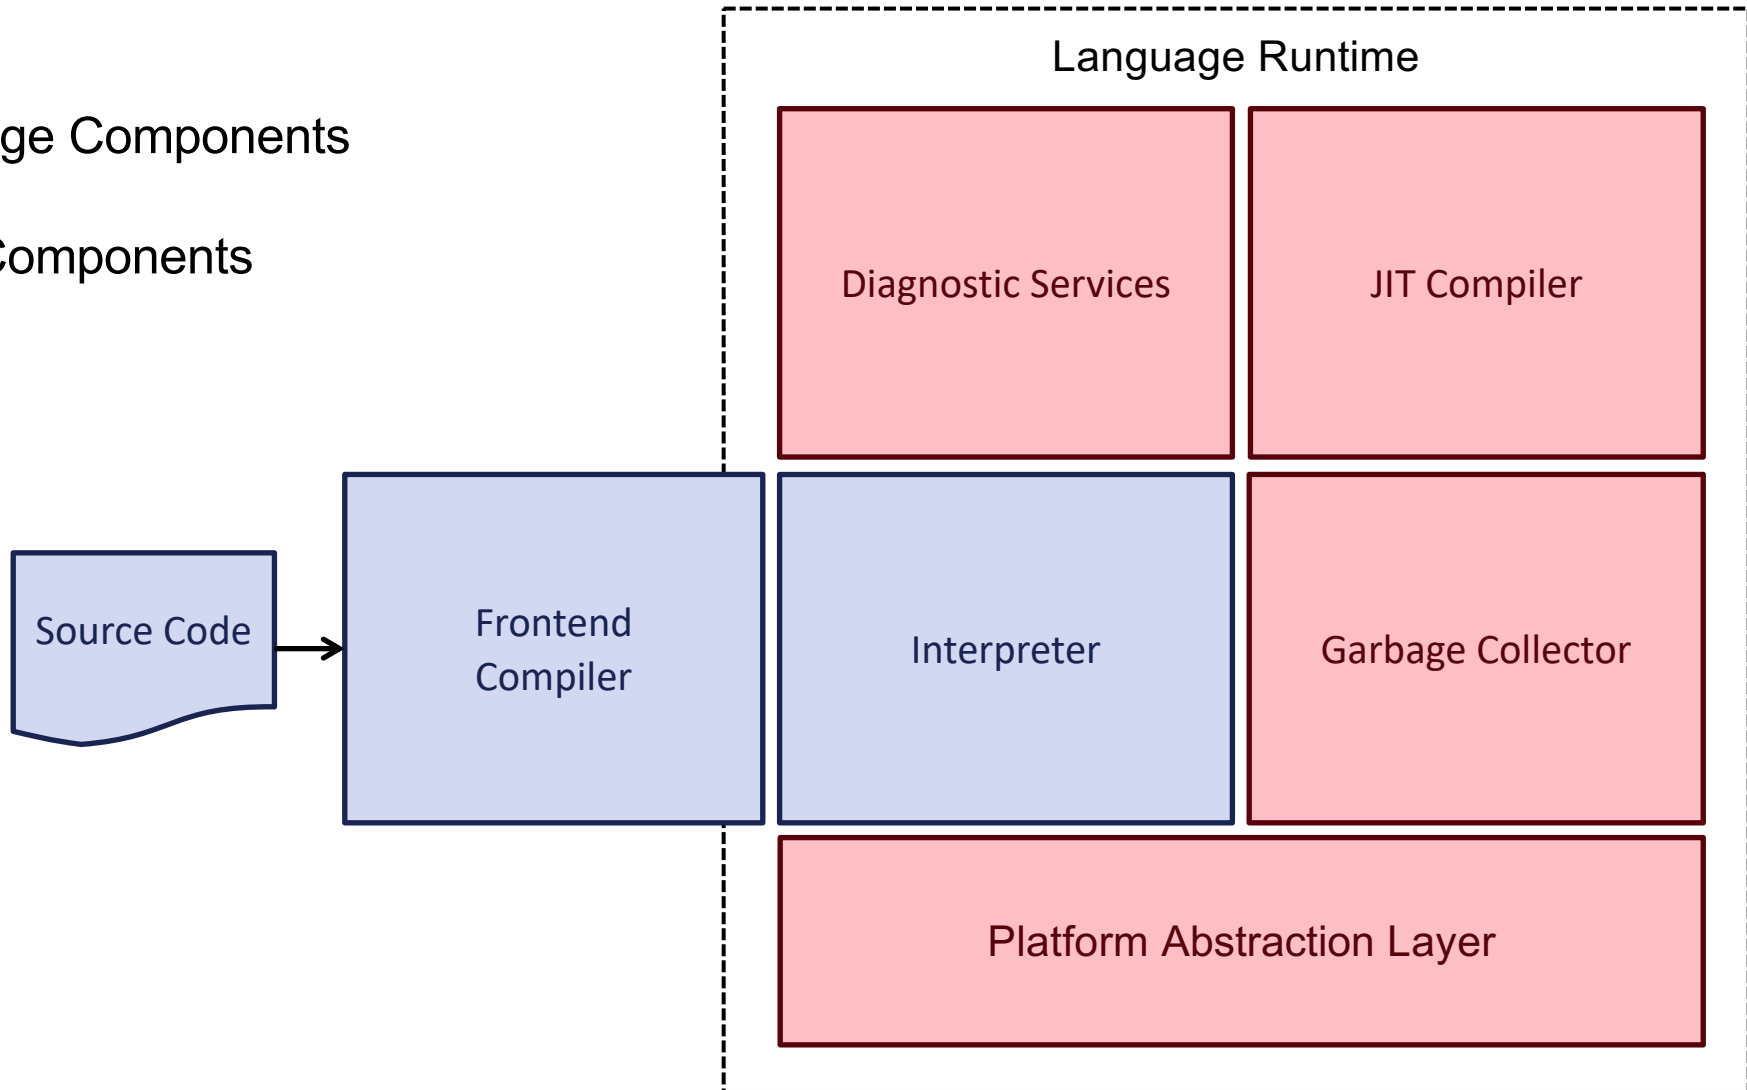 Language Runtime
ge Components
Components
Diagnostic Services
JIT Compiler
Source Code
Frontend
Compiler
Interpreter
Garbage Collector
Platform Abstraction Layer